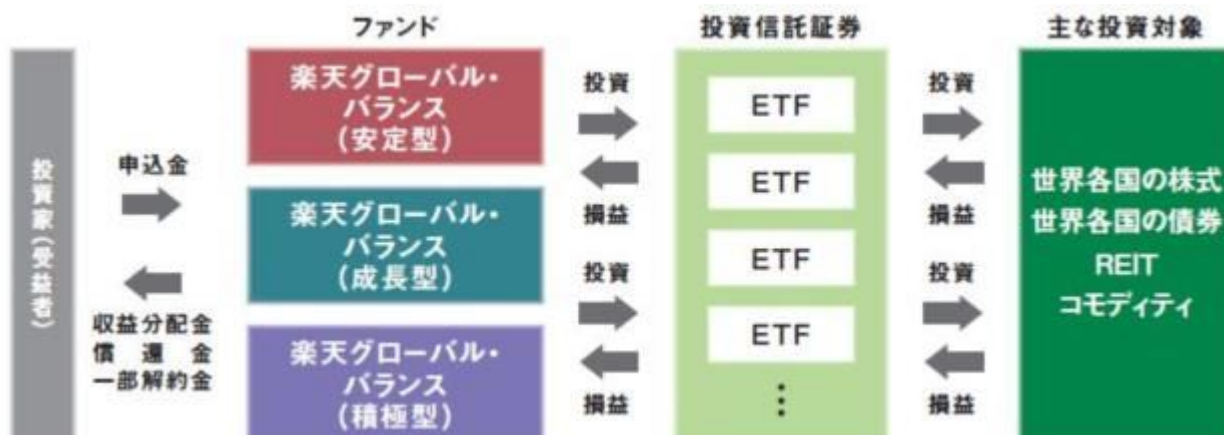 ファンド
投資信託証券
主な投資対象
投資家(受益者)
申込金
収益分配金
償還金
一部解約金
楽天グローバル・
バランス
(安定型)
楽天グローバル・
バランス
(成長型)
楽天グローバル・
バランス
(積極型)
投資
損益
投資
損益
ETF
ETF
ETF
ETF
⋮
投資
損益
投資
損益
世界各国の株式
世界各国の債券
REIT
コモディティ